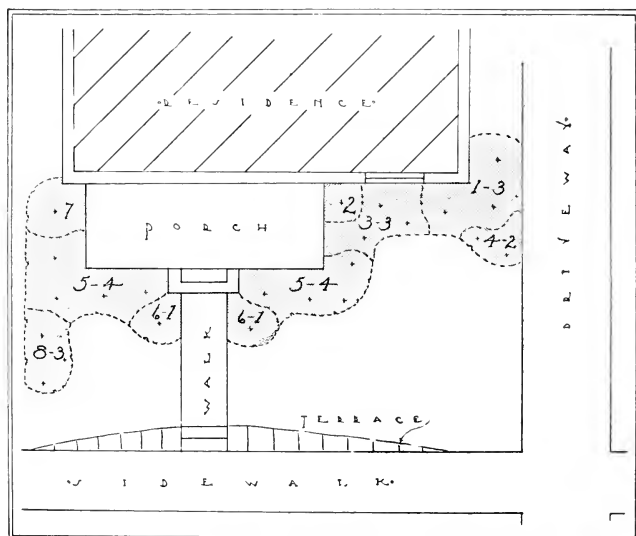 ·RESIDENCE·
7
PORCH
2
3-3
1-3
4-2
5-4
5-4
6-1
6-1
8-3
WALK
DRIVEWAY·
TERRACE
·SIDEWALK·